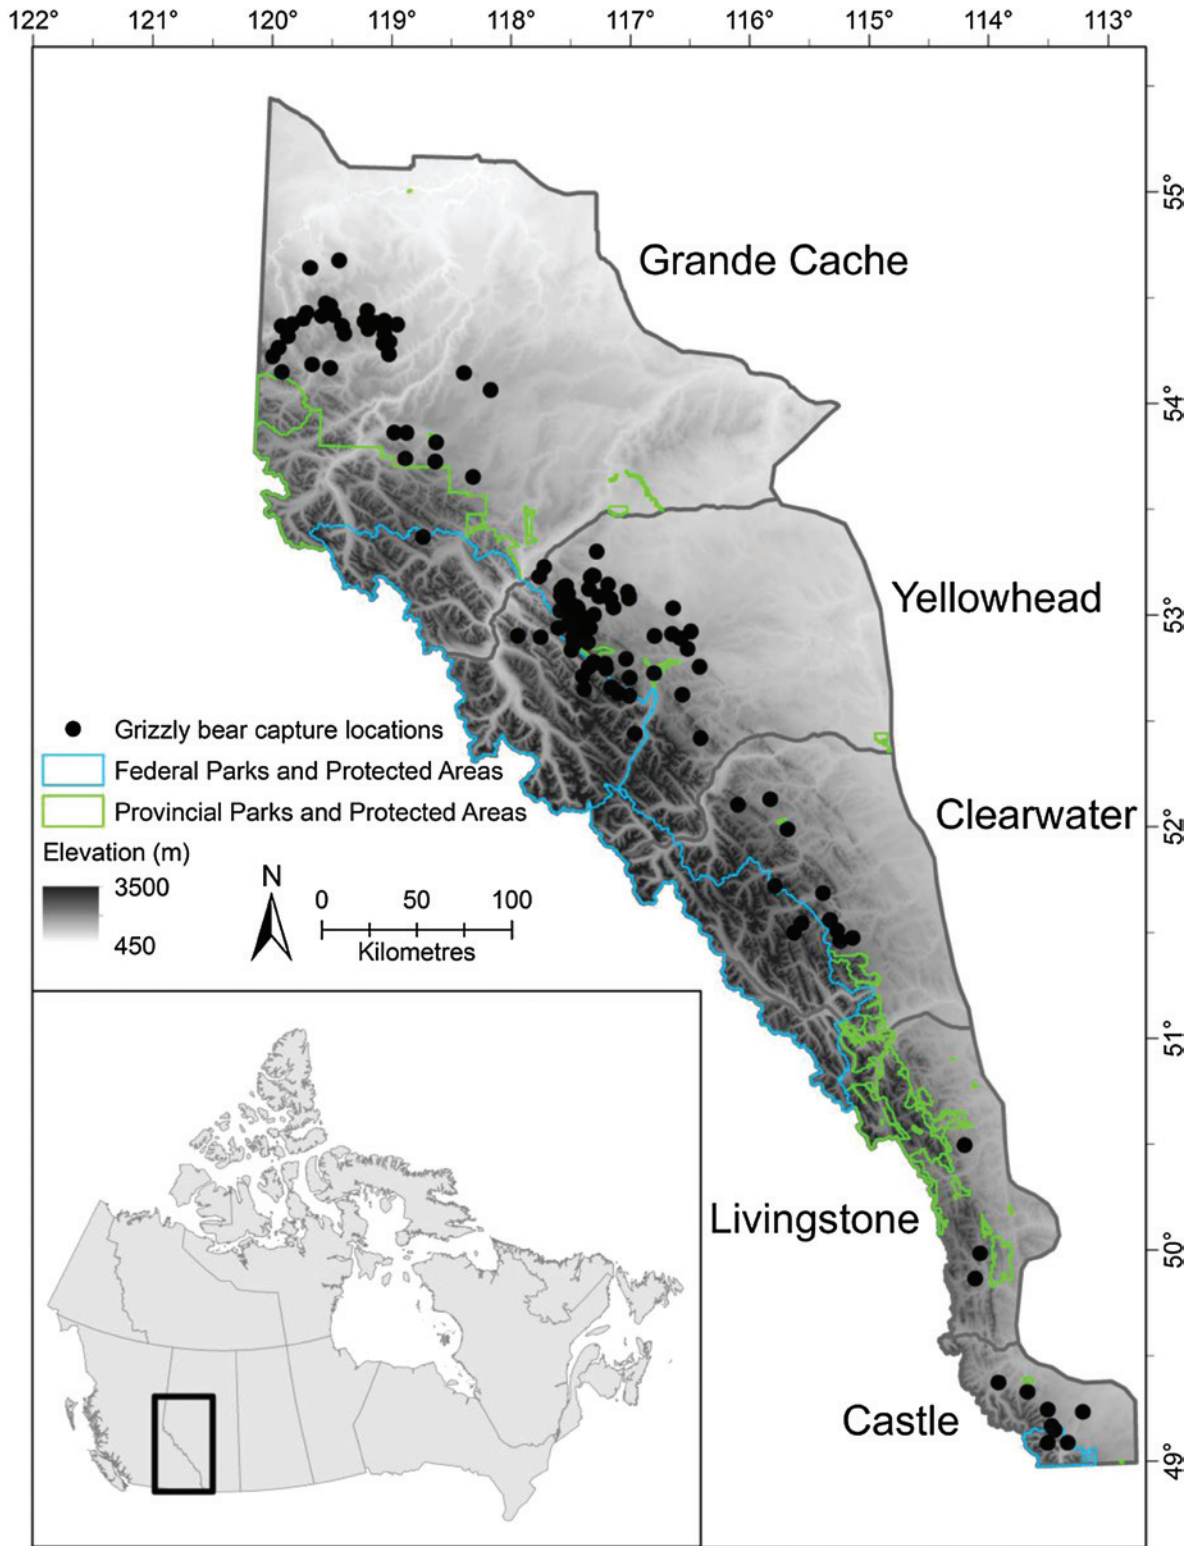 122° 121° 120° 119° 118° 117° 116° 115° 114° 113°
55°
Grande Cache
54°
Yellowhead
53°
Grizzly bear capture locations
Federal Parks and Protected Areas
Provincial Parks and Protected Areas
Clearwater
52°
Elevation (m)
3500
450
N
0 50 100
Kilometres
51°
Livingstone
50°
Castle
49°